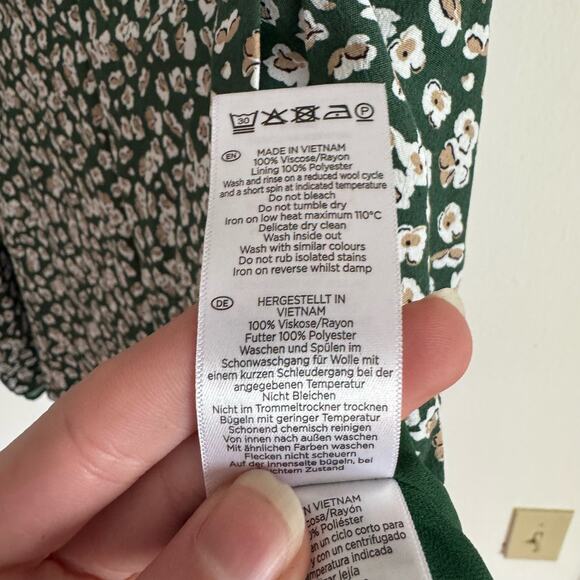 30 P
EN
MADE IN VIETNAM
100% Viscose/Rayon
Lining 100% Polyester
Wash and rinse on a reduced wool cycle
and a short spin at indicated temperature
Do not bleach
Do not tumble dry
Iron on low heat maximum 110°C
Delicate dry clean
Wash inside out
Wash with similar colours
Do not rub isolated stains
Iron on reverse whilst damp
DE
HERGESTELLT IN
VIETNAM
100% Viskose/Rayon
Futter 100% Polyester
Waschen und Spülen im
Schonwaschgang für Wolle mit
einem kurzen Schleudergang bei der
angegebenen Temperatur
Nicht Bleichen
Nicht im Trommeltrockner trocknen
Bügeln mit geringer Temperatur
Schonend chemisch reinigen
Von innen nach außen waschen
Mit ähnlichen Farben waschen
Flecken nicht scheuern
Auf der Innenseite bügeln, bei
Zustand
VIETNAM
Poliéster
un ciclo corto para
y con un centrifugado
indicada
lejía